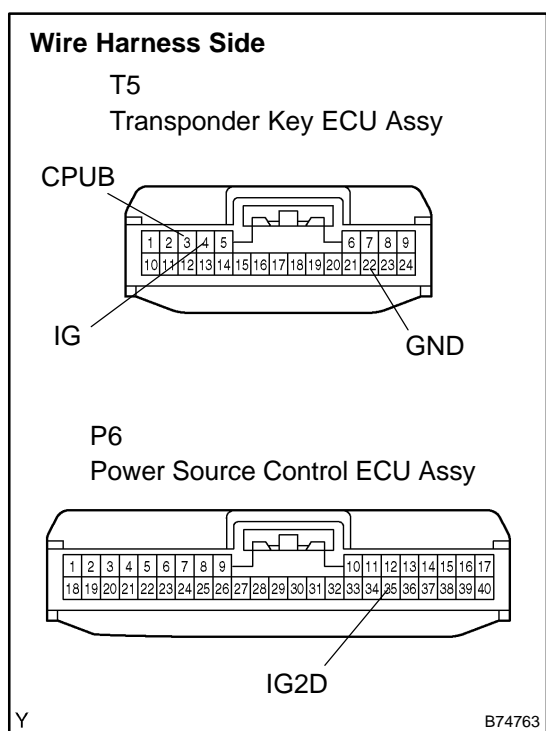 Wire Harness Side
T5
Transponder Key ECU Assy
CPUB
1 2 3 4 5 6 7 8 9
10 11 12 13 14 15 16 17 18 19 20 21 22 23 24
IG
GND
P6
Power Source Control ECU Assy
1 2 3 4 5 6 7 8 9 10 11 12 13 14 15 16 17
18 19 20 21 22 23 24 25 26 27 28 29 30 31 32 33 34 35 36 37 38 39 40
IG2D
Y B74763